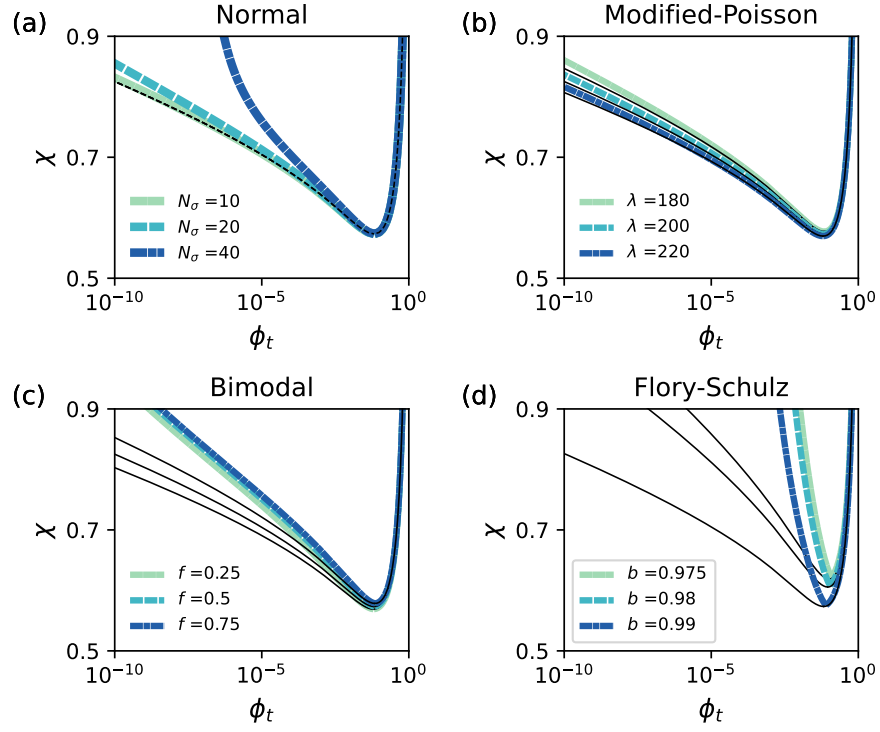 (a)
Normal
0.9
0.7
0.5
χ
N_σ =10
N_σ =20
N_σ =40
10^{-10}
10^{-5}
10^0
ϕ_t
(b)
Modified-Poisson
0.9
0.7
0.5
χ
λ =180
λ =200
λ =220
10^{-10}
10^{-5}
10^0
ϕ_t
(c)
Bimodal
0.9
0.7
0.5
χ
f =0.25
f =0.5
f =0.75
10^{-10}
10^{-5}
10^0
ϕ_t
(d)
Flory-Schulz
0.9
0.7
0.5
χ
b =0.975
b =0.98
b =0.99
10^{-10}
10^{-5}
10^0
ϕ_t